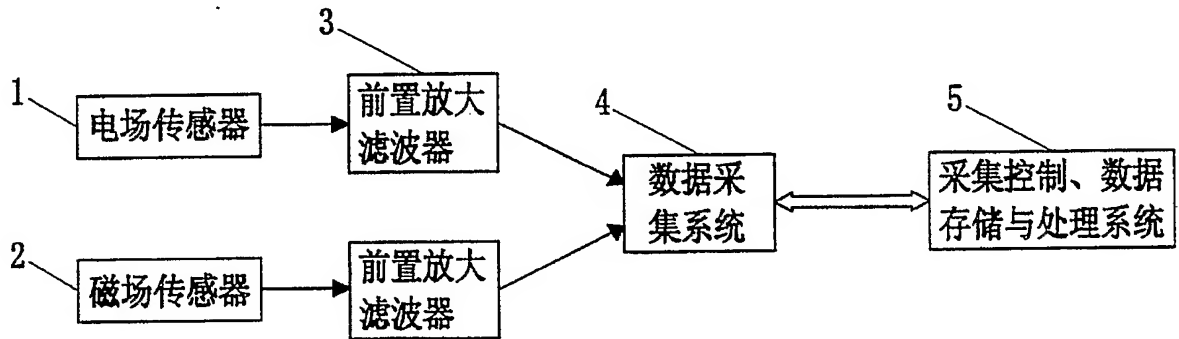 1
电场传感器
3
前置放大
滤波器
2
磁场传感器
前置放大
滤波器
4
数据采
集系统
5
采集控制、数据
存储与处理系统